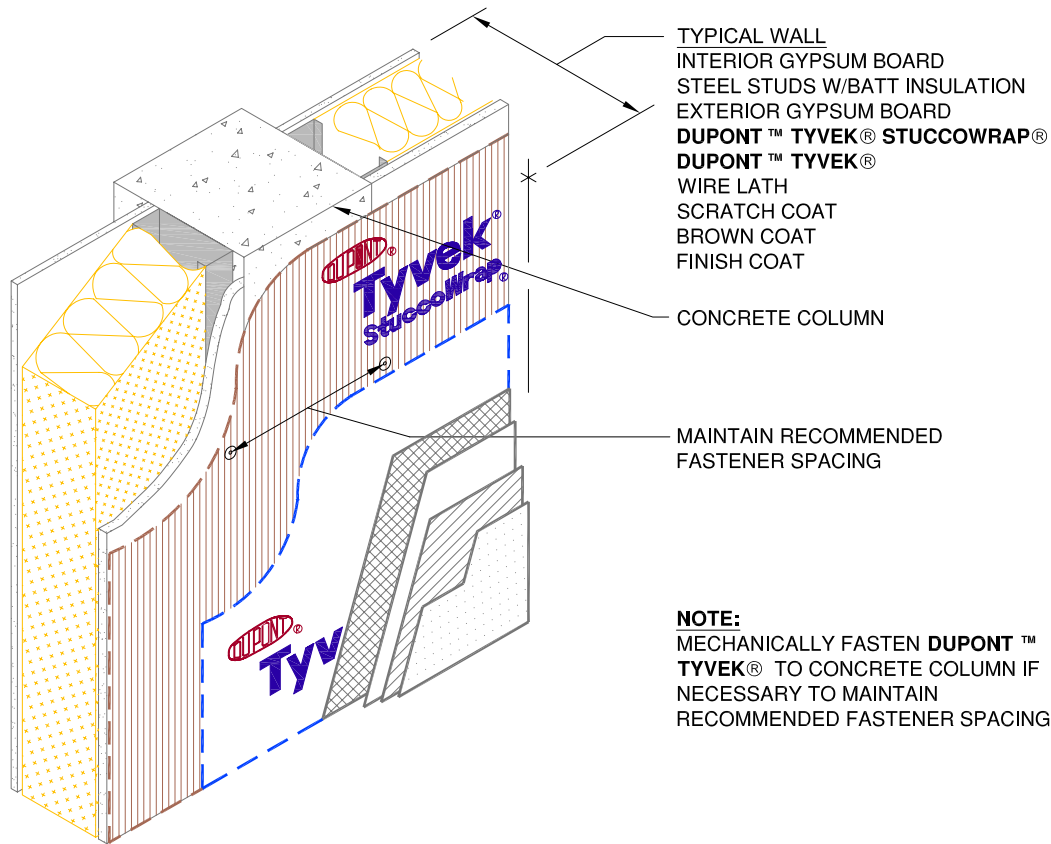 TYPICAL WALL
INTERIOR GYPSUM BOARD
STEEL STUDS W/BATT INSULATION
EXTERIOR GYPSUM BOARD
DUPONT ™ TYVEK® STUCCOWRAP®
DUPONT ™ TYVEK®
WIRE LATH
SCRATCH COAT
BROWN COAT
FINISH COAT
DUPONT®
Tyvek®
StuccoWrap®
CONCRETE COLUMN
MAINTAIN RECOMMENDED
FASTENER SPACING
DUPONT®
Tyv
NOTE:
MECHANICALLY FASTEN DUPONT ™
TYVEK® TO CONCRETE COLUMN IF
NECESSARY TO MAINTAIN
RECOMMENDED FASTENER SPACING